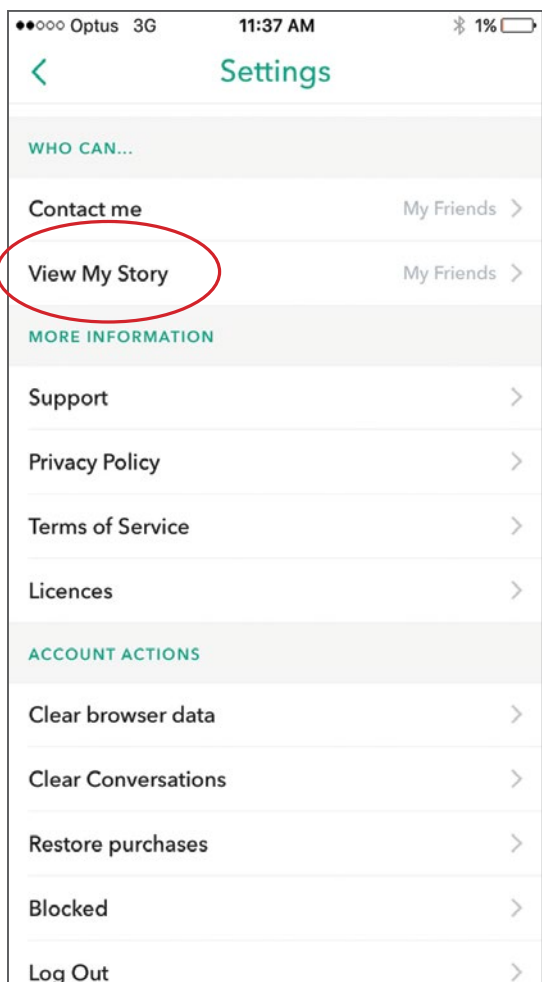 Optus 3G 11:37 AM 1%
Settings
WHO CAN...
Contact me My Friends
View My Story My Friends
MORE INFORMATION
Support
Privacy Policy
Terms of Service
Licences
ACCOUNT ACTIONS
Clear browser data
Clear Conversations
Restore purchases
Blocked
Log Out